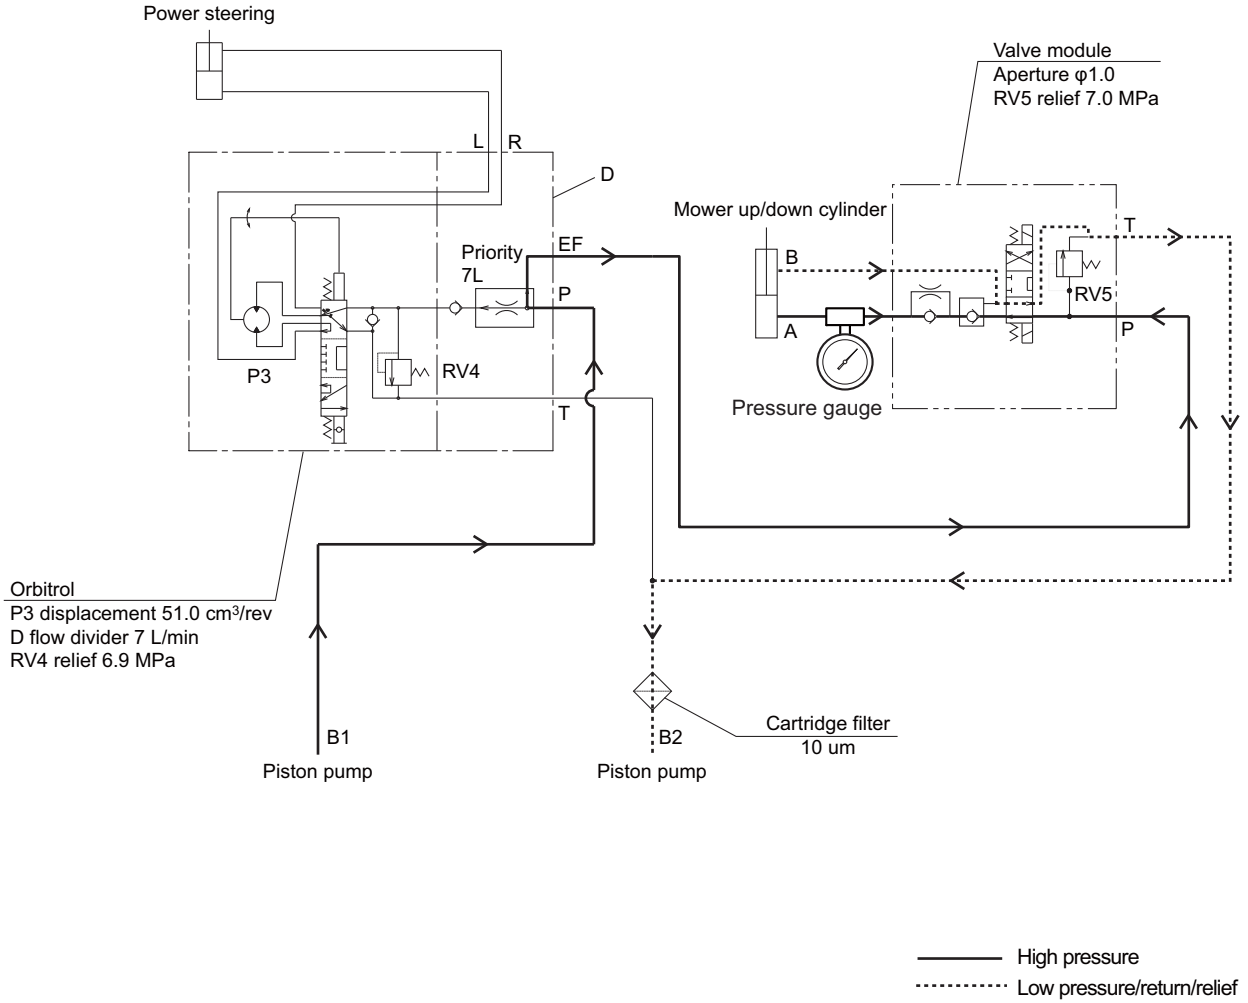 Power steering
Valve module
Aperture φ1.0
RV5 relief 7.0 MPa
L
R
D
Mower up/down cylinder
T
EF
Priority
7L
B
P
RV5
A
P
P3
RV4
T
Pressure gauge
Orbitrol
P3 displacement 51.0 cm³/rev
D flow divider 7 L/min
RV4 relief 6.9 MPa
Cartridge filter
10 um
B1
B2
Piston pump
Piston pump
High pressure
Low pressure/return/relief